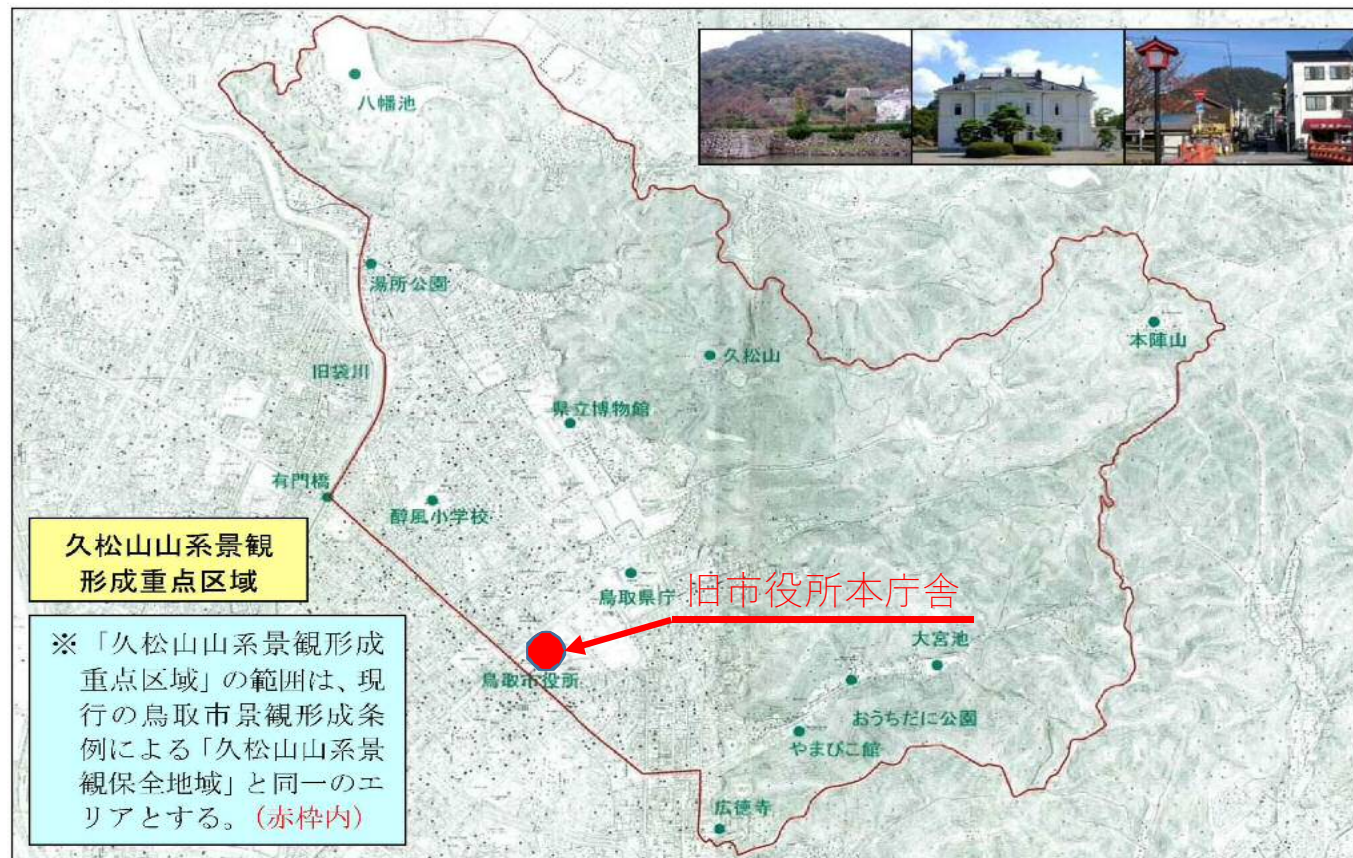 八幡池
湯所公園
本陣山
久松山
旧袋川
県立博物館
有門橋
醇風小学校
久松山山系景観
形成重点区域
鳥取県庁
旧市役所本庁舎
※「久松山山系景観形成
重点区域」の範囲は、現
行の鳥取市景観形成条
例による「久松山山系景
観保全地域」と同一のエ
リアとする。(赤枠内)
大宮池
鳥取市役所
おうちだに公園
やまびこ館
広徳寺